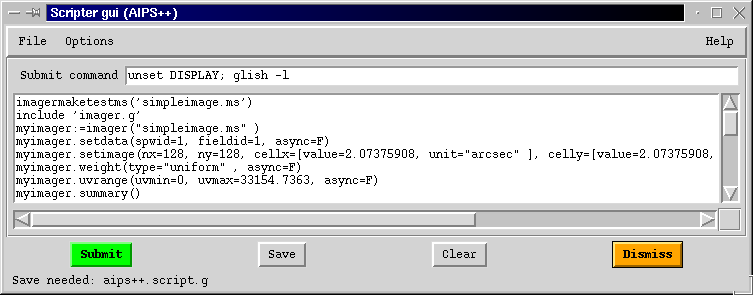 Scripter gui (AIPS++)
File Options Help
Submit command unset DISPLAY; glish -l
imagermaketestms('simpleimage.ms')
include 'imager.g'
myimager:=imager("simpleimage.ms" )
myimager.setdata(spwid=1, fieldid=1, async=F)
myimager.setimage(nx=128, ny=128, cellx=[value=2.07375908, unit="arcsec" ], celly=[value=2.07375908,
myimager.weight(type="uniform" , async=F)
myimager.uvrange(uvmin=0, uvmax=33154.7363, async=F)
myimager.summary()
Submit Save Clear Dismiss
Save needed: aips++.script.g